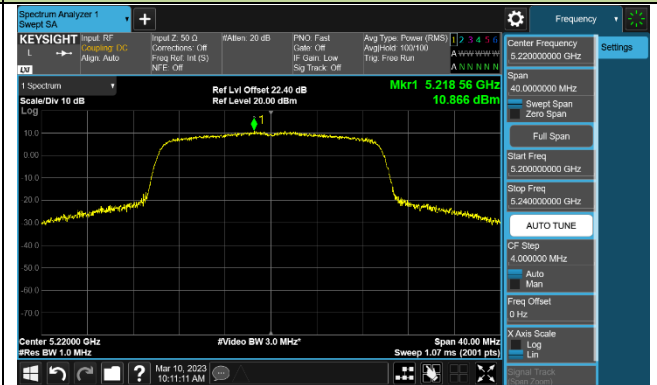 Spectrum Analyzer 1
Swept SA
+
Frequency
KEYSIGHT
Input: RF
Coupling: DC
Align: Auto
Input Z: 50 Ω
Corrections: Off
Freq Ref: Int (S)
NFE: Off
#Atten: 20 dB
PNO: Fast
Gate: Off
IF Gain: Low
Sig Track: Off
Avg Type: Power (RMS)
Avg|Hold: 100/100
Trig: Free Run
1 2 3 4 5 6
A W W W W W
A N N N N N
L
LXI
1 Spectrum
Scale/Div 10 dB
Log
Ref Lvl Offset 22.40 dB
Ref Level 20.00 dBm
Mkr1 5.218 56 GHz
10.866 dBm
1
10.0
0.00
-10.0
-20.0
-30.0
-40.0
-50.0
-60.0
-70.0
Center 5.22000 GHz
#Res BW 1.0 MHz
#Video BW 3.0 MHz*
Span 40.00 MHz
Sweep 1.07 ms (2001 pts)
Mar 10, 2023
10:11:11 AM
?
Center Frequency
5.220000000 GHz
Settings
Span
40.0000000 MHz
Swept Span
Zero Span
Full Span
Start Freq
5.200000000 GHz
Stop Freq
5.240000000 GHz
AUTO TUNE
CF Step
4.000000 MHz
Auto
Man
Freq Offset
0 Hz
X Axis Scale
Log
Lin
Signal Track
(Span Zoom)